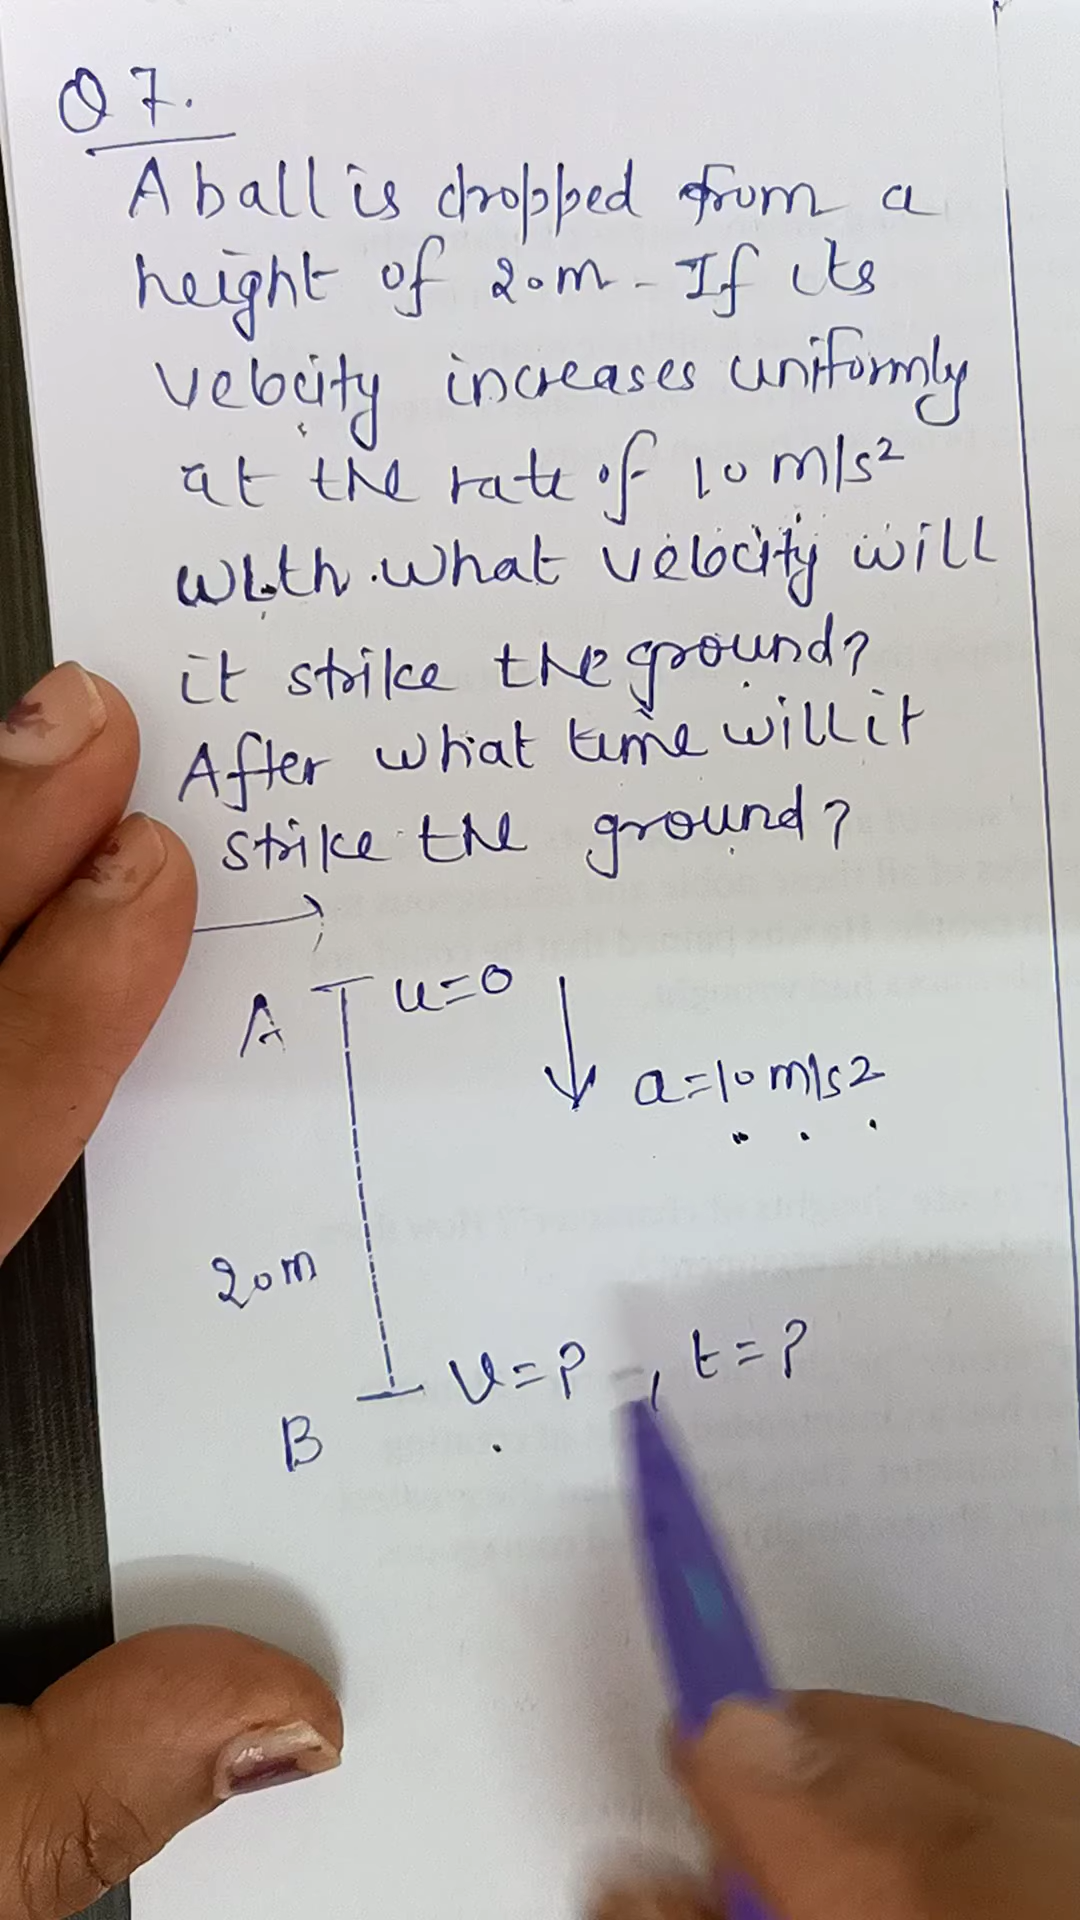 Q 7.
A ball is dropped from a
height of 20m. If its
velocity increases uniformly
at the rate of 10 m/s²
with what velocity will
it strike the ground?
After what time will it
strike the ground?
A u=0
a=10 m/s2
20m
B v=? , t=?